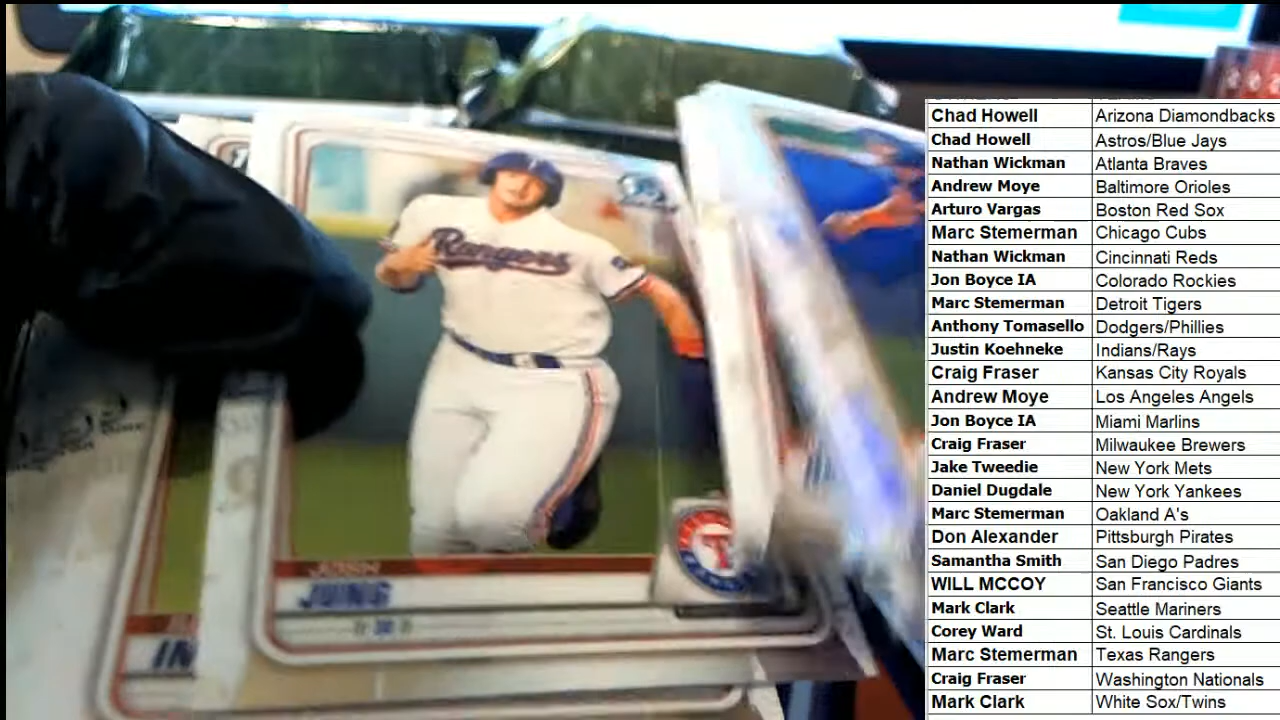 Rangers
JOSH
JUNG
IN
Chad Howell Arizona Diamondbacks
Chad Howell Astros/Blue Jays
Nathan Wickman Atlanta Braves
Andrew Moye Baltimore Orioles
Arturo Vargas Boston Red Sox
Marc Stemerman Chicago Cubs
Nathan Wickman Cincinnati Reds
Jon Boyce IA Colorado Rockies
Marc Stemerman Detroit Tigers
Anthony Tomasello Dodgers/Phillies
Justin Koehneke Indians/Rays
Craig Fraser Kansas City Royals
Andrew Moye Los Angeles Angels
Jon Boyce IA Miami Marlins
Craig Fraser Milwaukee Brewers
Jake Tweedie New York Mets
Daniel Dugdale New York Yankees
Marc Stemerman Oakland A's
Don Alexander Pittsburgh Pirates
Samantha Smith San Diego Padres
WILL MCCOY San Francisco Giants
Mark Clark Seattle Mariners
Corey Ward St. Louis Cardinals
Marc Stemerman Texas Rangers
Craig Fraser Washington Nationals
Mark Clark White Sox/Twins